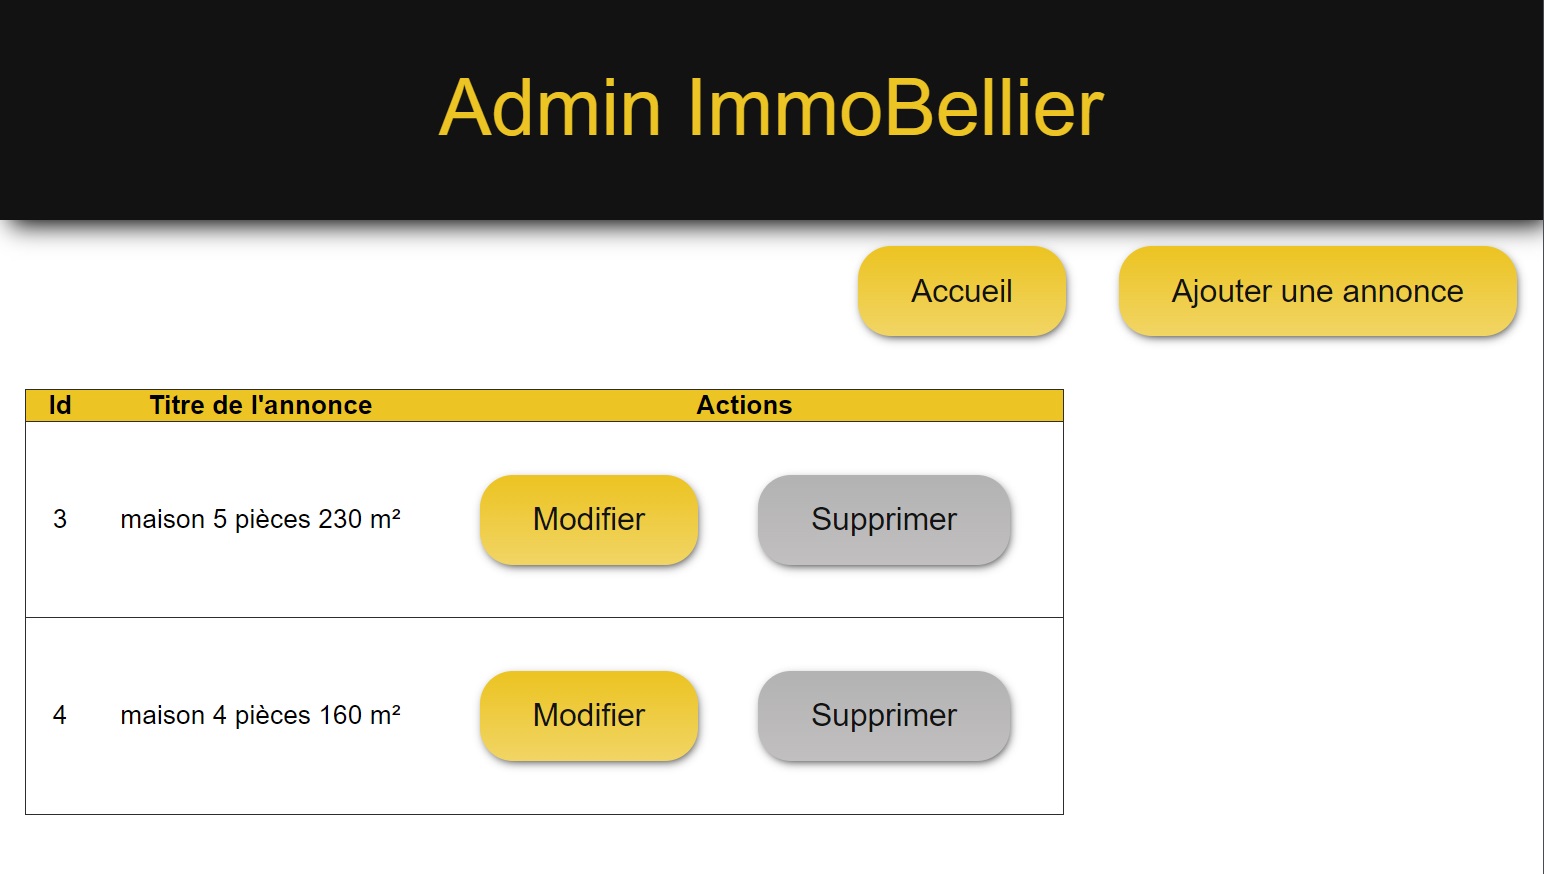 Admin ImmoBellier
Accueil Ajouter une annonce
Id Titre de l'annonce Actions
3 maison 5 pièces 230 m² Modifier Supprimer
4 maison 4 pièces 160 m² Modifier Supprimer